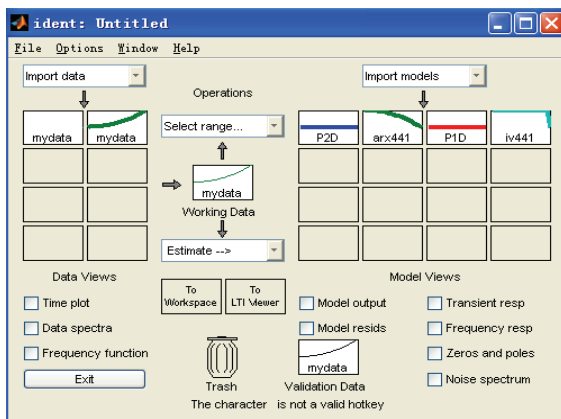 ident: Untitled
File Options Window Help
Import data
Operations
Import models
mydata
mydata
Select range...
P2D
arx441
P1D
iv441
mydata
Working Data
Estimate -->
Data Views
Time plot
Data spectra
Frequency function
Exit
To
Workspace
To
LTI Viewer
Trash
Model Views
Model output
Model resids
Transient resp
Frequency resp
Zeros and poles
Noise spectrum
mydata
Validation Data
The character is not a valid hotkey